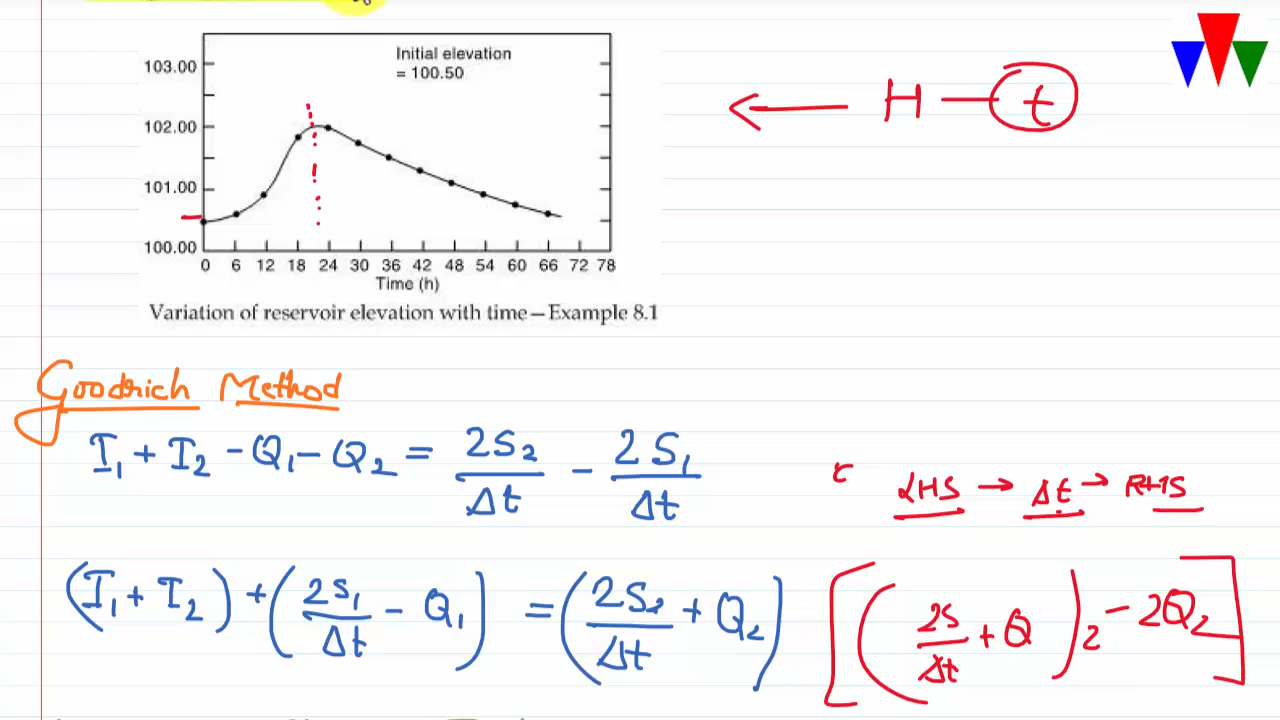 Initial elevation
= 100.50
103.00
102.00
101.00
100.00
0 6 12 18 24 30 36 42 48 54 60 66 72 78
Time (h)
Variation of reservoir elevation with time—Example 8.1
H — t
Goodrich Method
I₁ + I₂ - Q₁ - Q₂ = 2S₂/Δt - 2S₁/Δt
LHS → Δt → RHS
(I₁ + I₂) + (2S₁/Δt - Q₁) = (2S₂/Δt + Q₂) [(2S/Δt + Q)₂ - 2Q₂]